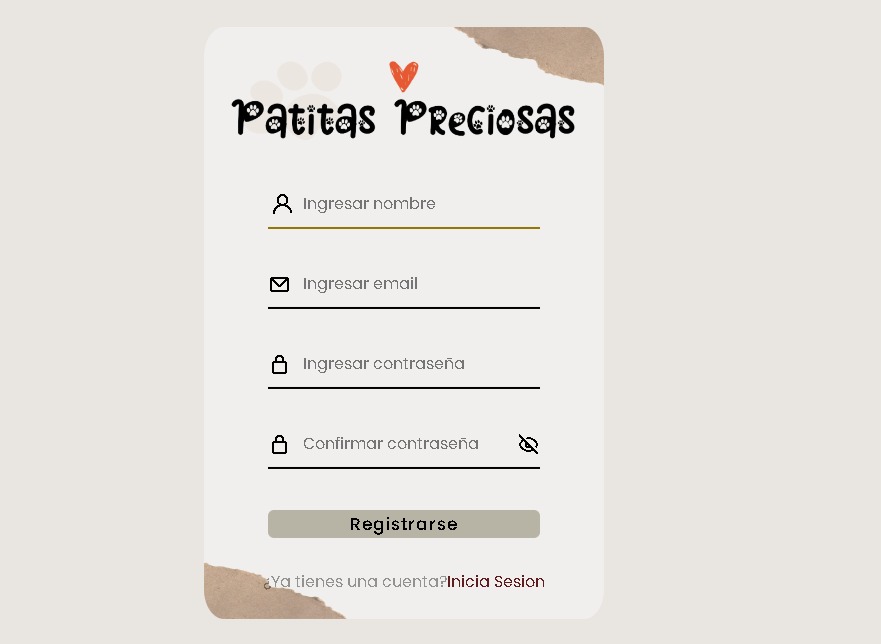 Patitas Preciosas
Ingresar nombre
Ingresar email
Ingresar contraseña
Confirmar contraseña
Registrarse
¿Ya tienes una cuenta?Inicia Sesion